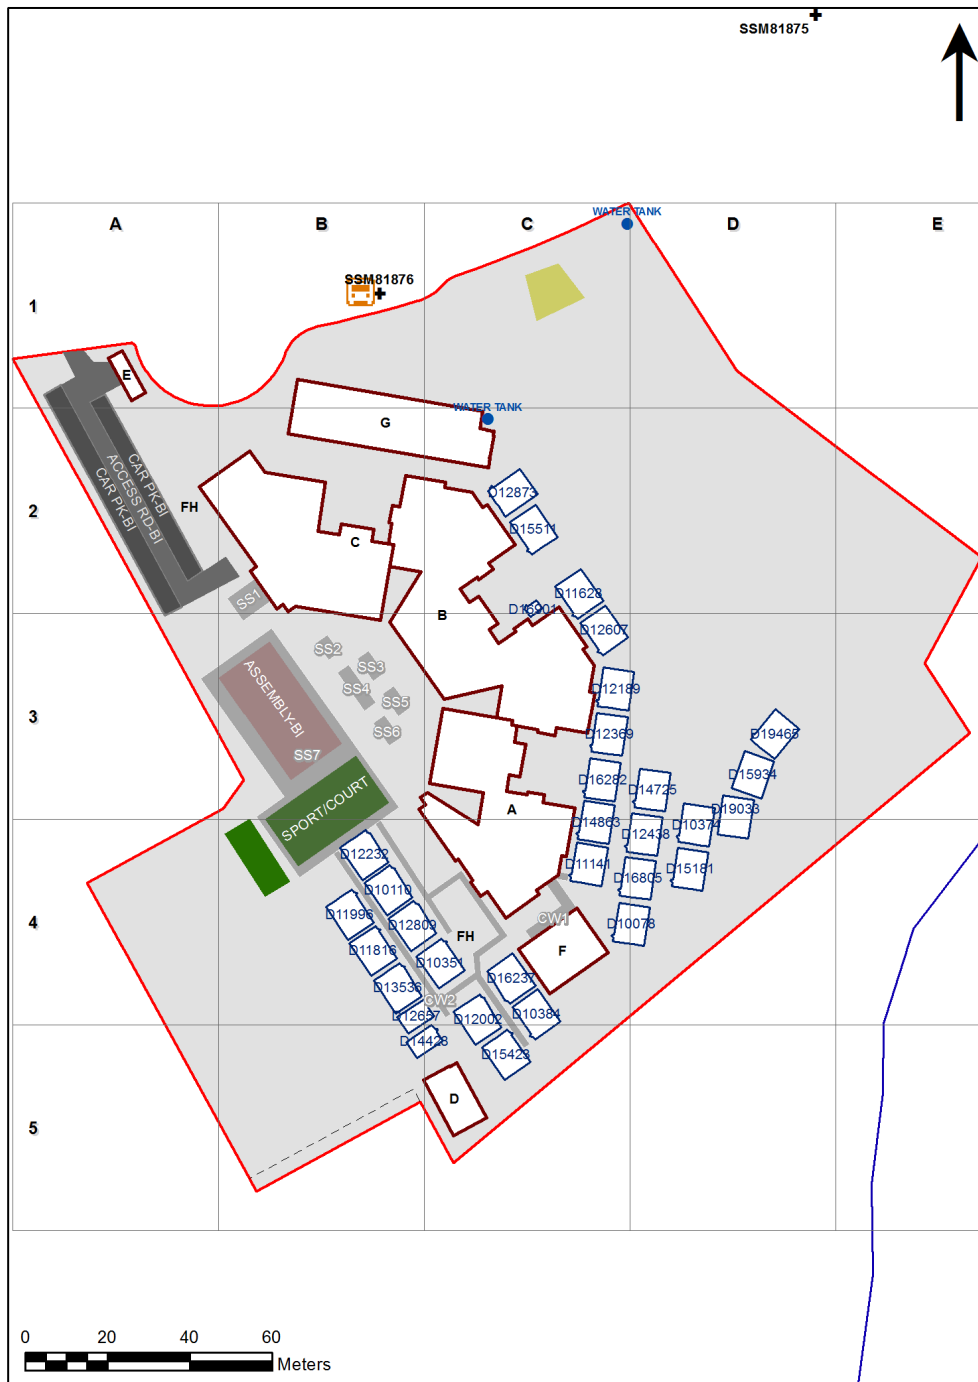 SSM81875
WATER TANK
A
B
C
D
E
SSM81876
1
E
WATER TANK
G
CAR PK-BI
ACCESS RD-BI
CAR PK-BI
FH
2
D12873
D15511
C
D11628
D16901
SS1
B
D12607
SS2
SS3
SS4
SS5
SS6
ASSEMBLY-BI
SS7
D12189
3
D12369
D19465
D15934
D16282
D14725
D19033
SPORT/COURT
A
D14863
D10374
D12438
D12232
D11141
D15181
D10110
D16805
D11996
D12809
CW1
4
D10078
FH
D11816
F
D10351
D16237
D13536
CW2
D12657
D12002
D10384
D14428
D15423
D
5
0 20 40 60
Meters